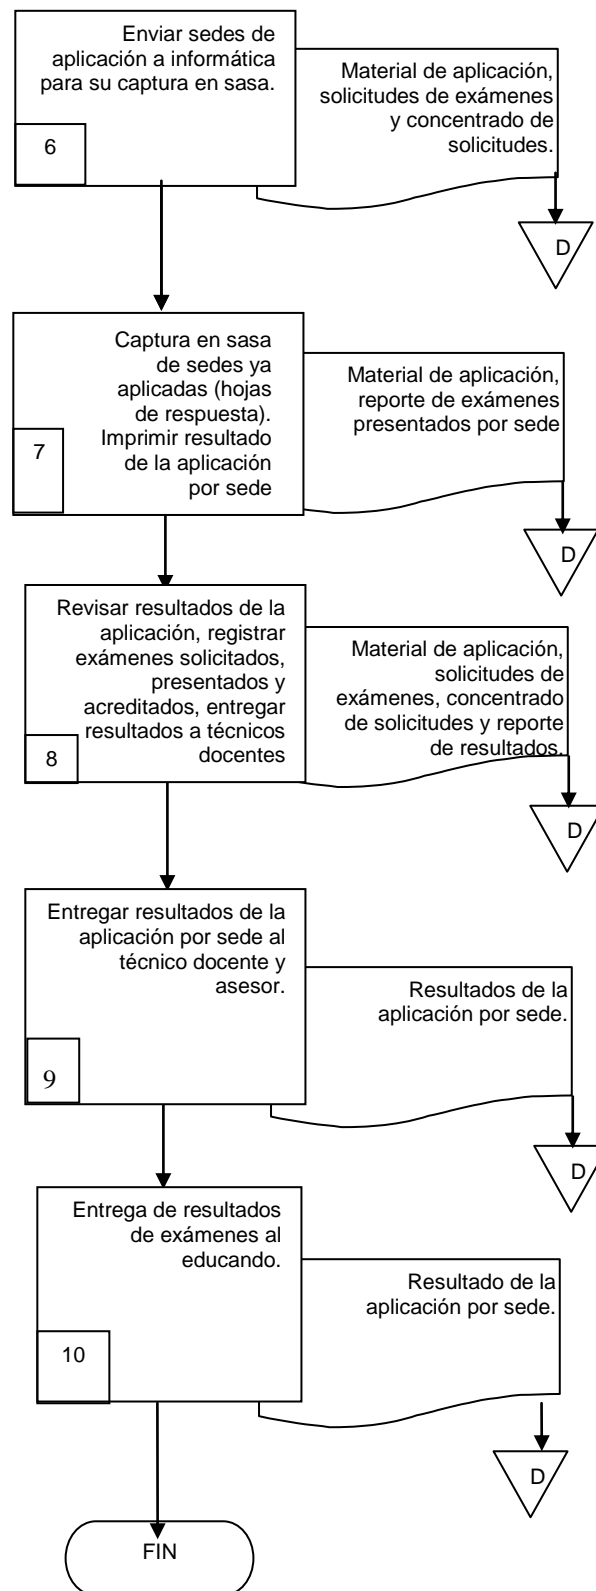 Enviar sedes de
aplicación a informática
para su captura en sasa.
6
Material de aplicación,
solicitudes de exámenes
y concentrado de
solicitudes.
D
Captura en sasa
de sedes ya
aplicadas (hojas
de respuesta).
Imprimir resultado
de la aplicación
por sede
7
Material de aplicación,
reporte de exámenes
presentados por sede
D
Revisar resultados de la
aplicación, registrar
exámenes solicitados,
presentados y
acreditados, entregar
resultados a técnicos
docentes
8
Material de aplicación,
solicitudes de
exámenes, concentrado
de solicitudes y reporte
de resultados.
D
Entregar resultados de la
aplicación por sede al
técnico docente y
asesor.
9
Resultados de la
aplicación por sede.
D
Entrega de resultados
de exámenes al
educando.
10
Resultado de la
aplicación por sede.
D
FIN